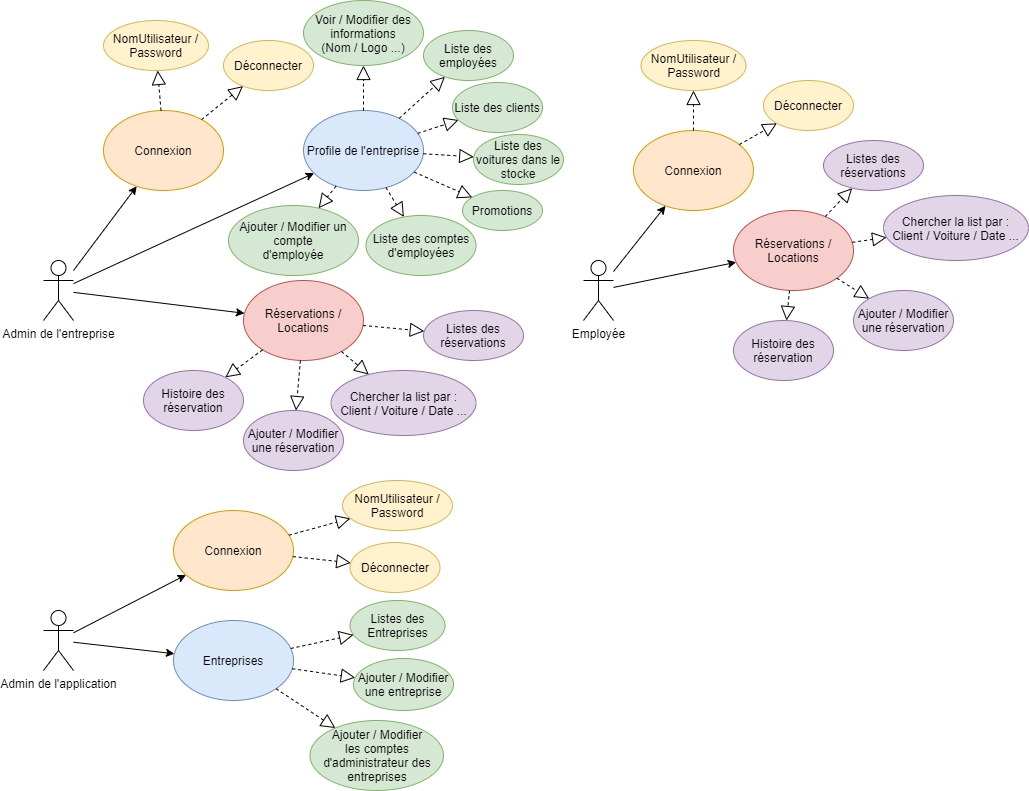 Voir / Modifier des
informations
(Nom / Logo ...)
NomUtilisateur /
Password
Déconnecter
Liste des
employées
Liste des clients
Connexion
Profile de l'entreprise
Liste des
voitures dans le
stocke
Promotions
Ajouter / Modifier un
compte
d'employée
Liste des comptes
d'employées
Admin de l'entreprise
Réservations /
Locations
Listes des
réservations
Histoire des
réservation
Chercher la list par :
Client / Voiture / Date ...
Ajouter / Modifier
une réservation
NomUtilisateur /
Password
Déconnecter
Connexion
Listes des
réservations
Chercher la list par :
Client / Voiture / Date ...
Réservations /
Locations
Employée
Ajouter / Modifier
une réservation
Histoire des
réservation
NomUtilisateur /
Password
Connexion
Déconnecter
Listes des
Entreprises
Entreprises
Admin de l'application
Ajouter / Modifier
une entreprise
Ajouter / Modifier
les comptes
d'administrateur des
entreprises